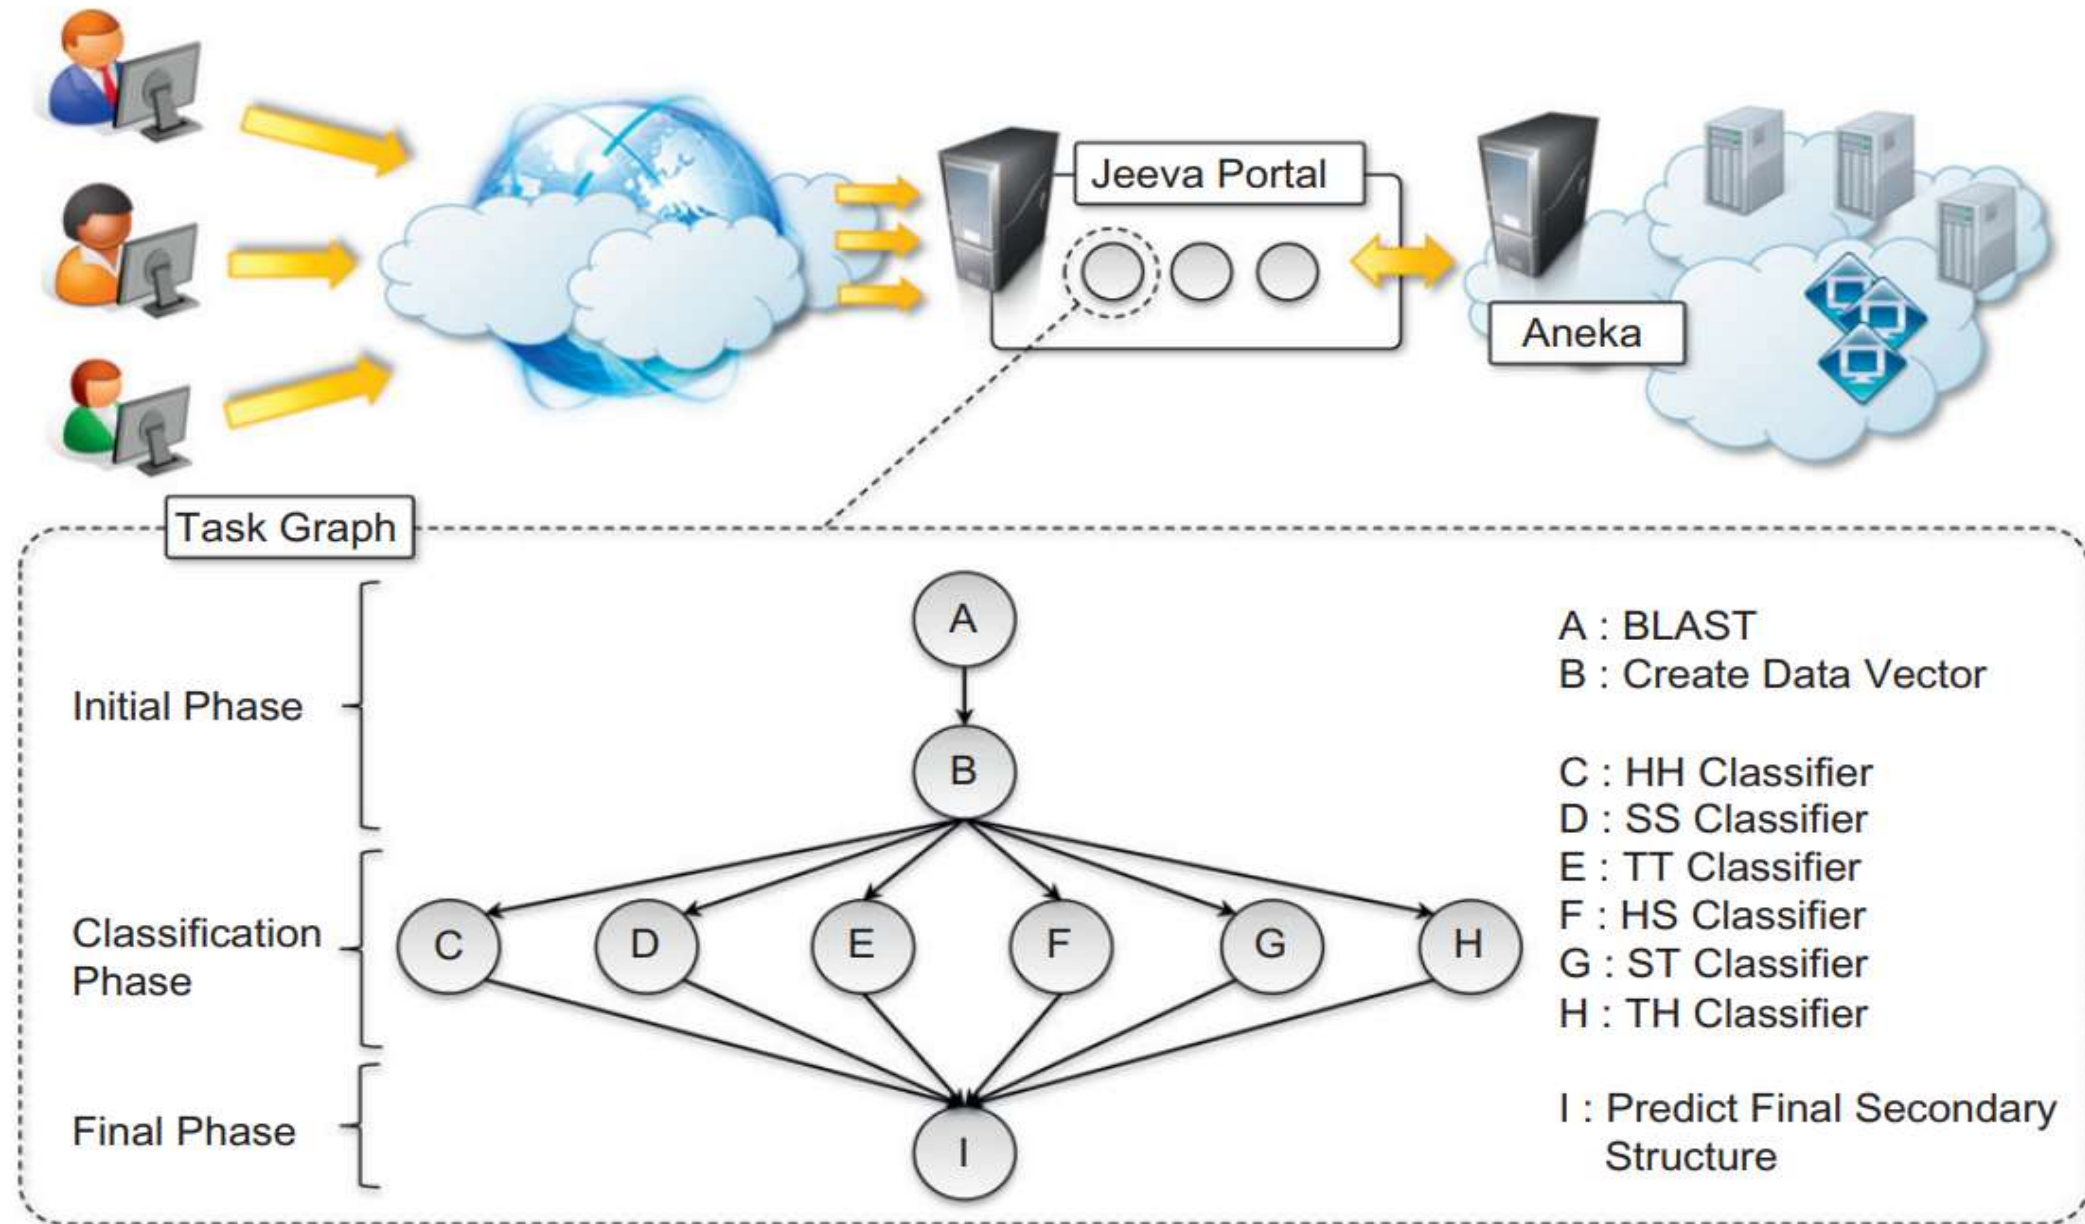 Jeeva Portal
Aneka
Task Graph
Initial Phase
Classification
Phase
Final Phase
A
B
C
D
E
F
G
H
I
A : BLAST
B : Create Data Vector
C : HH Classifier
D : SS Classifier
E : TT Classifier
F : HS Classifier
G : ST Classifier
H : TH Classifier
I : Predict Final Secondary
Structure